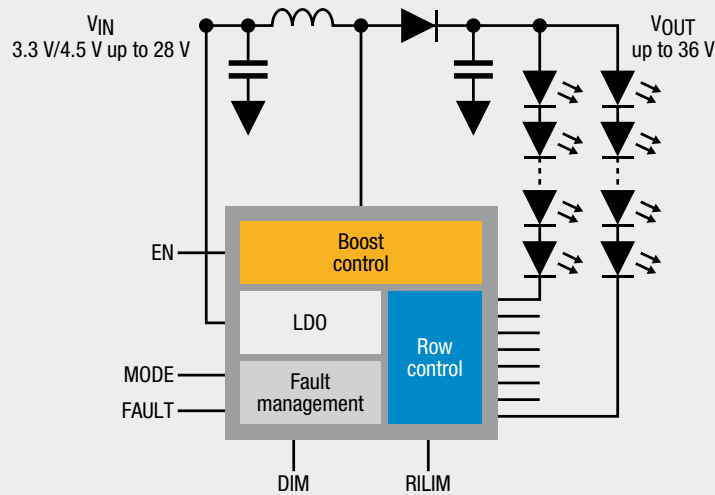 VIN
3.3 V/4.5 V up to 28 V
VOUT
up to 36 V
EN
Boost
control
LDO
Row
control
MODE
Fault
management
FAULT
DIM
RILIM